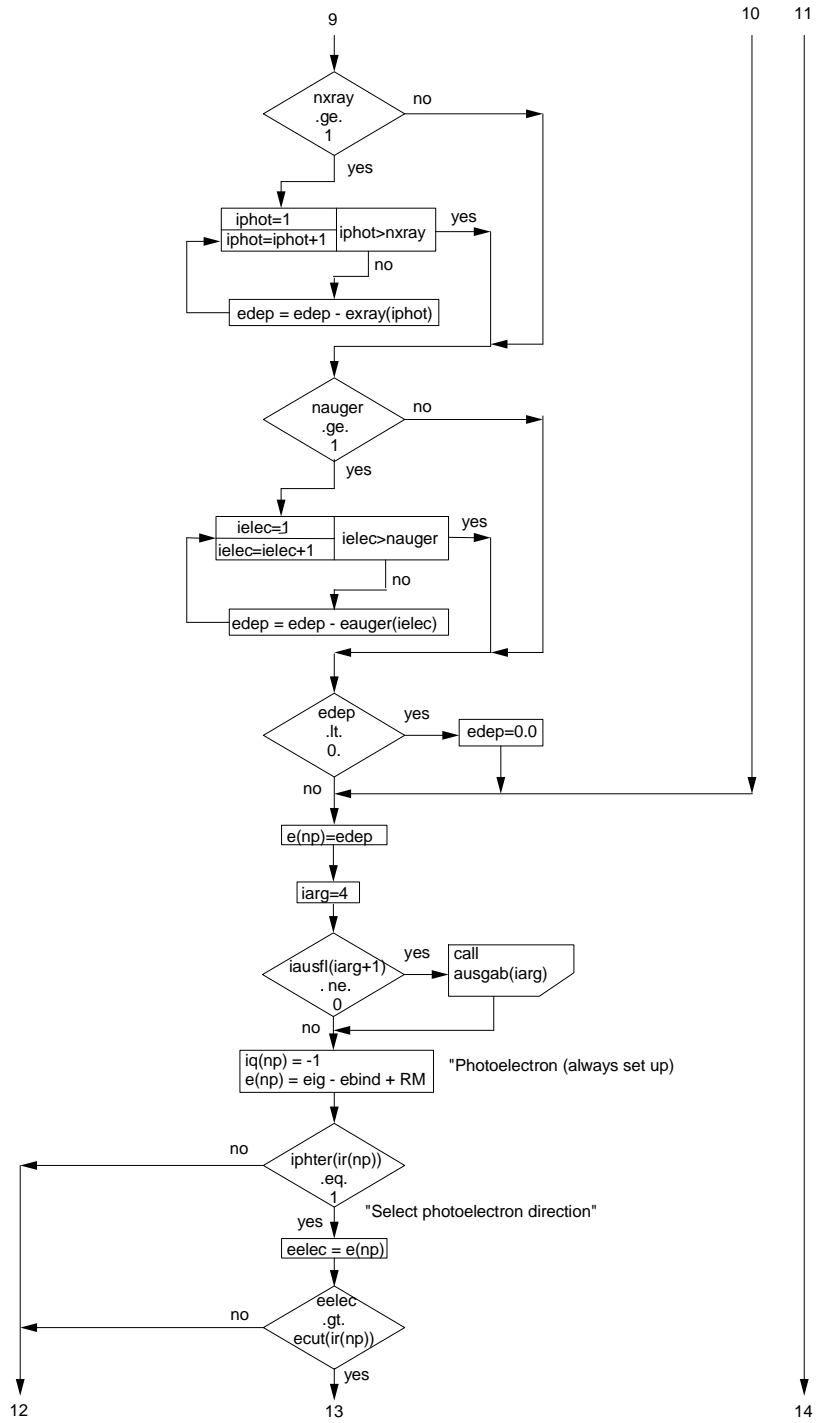 9
10
11
nxray
.ge.
1
no
yes
iphot=1
iphot=iphot+1
iphot>nxray
yes
no
edep = edep - exray(iphot)
nauger
.ge.
1
no
yes
ielec=1
ielec=ielec+1
ielec>nauger
yes
no
edep = edep - eauger(ielec)
edep
.lt.
0.
yes
edep=0.0
no
e(np)=edep
iarg=4
iausfl(iarg+1)
. ne.
0
yes
call
ausgab(iarg)
no
iq(np) = -1
e(np) = eig - ebind + RM
"Photoelectron (always set up)
no
iphter(ir(np))
.eq.
1
"Select photoelectron direction"
yes
eelec = e(np)
no
eelec
.gt.
ecut(ir(np))
yes
12
13
14